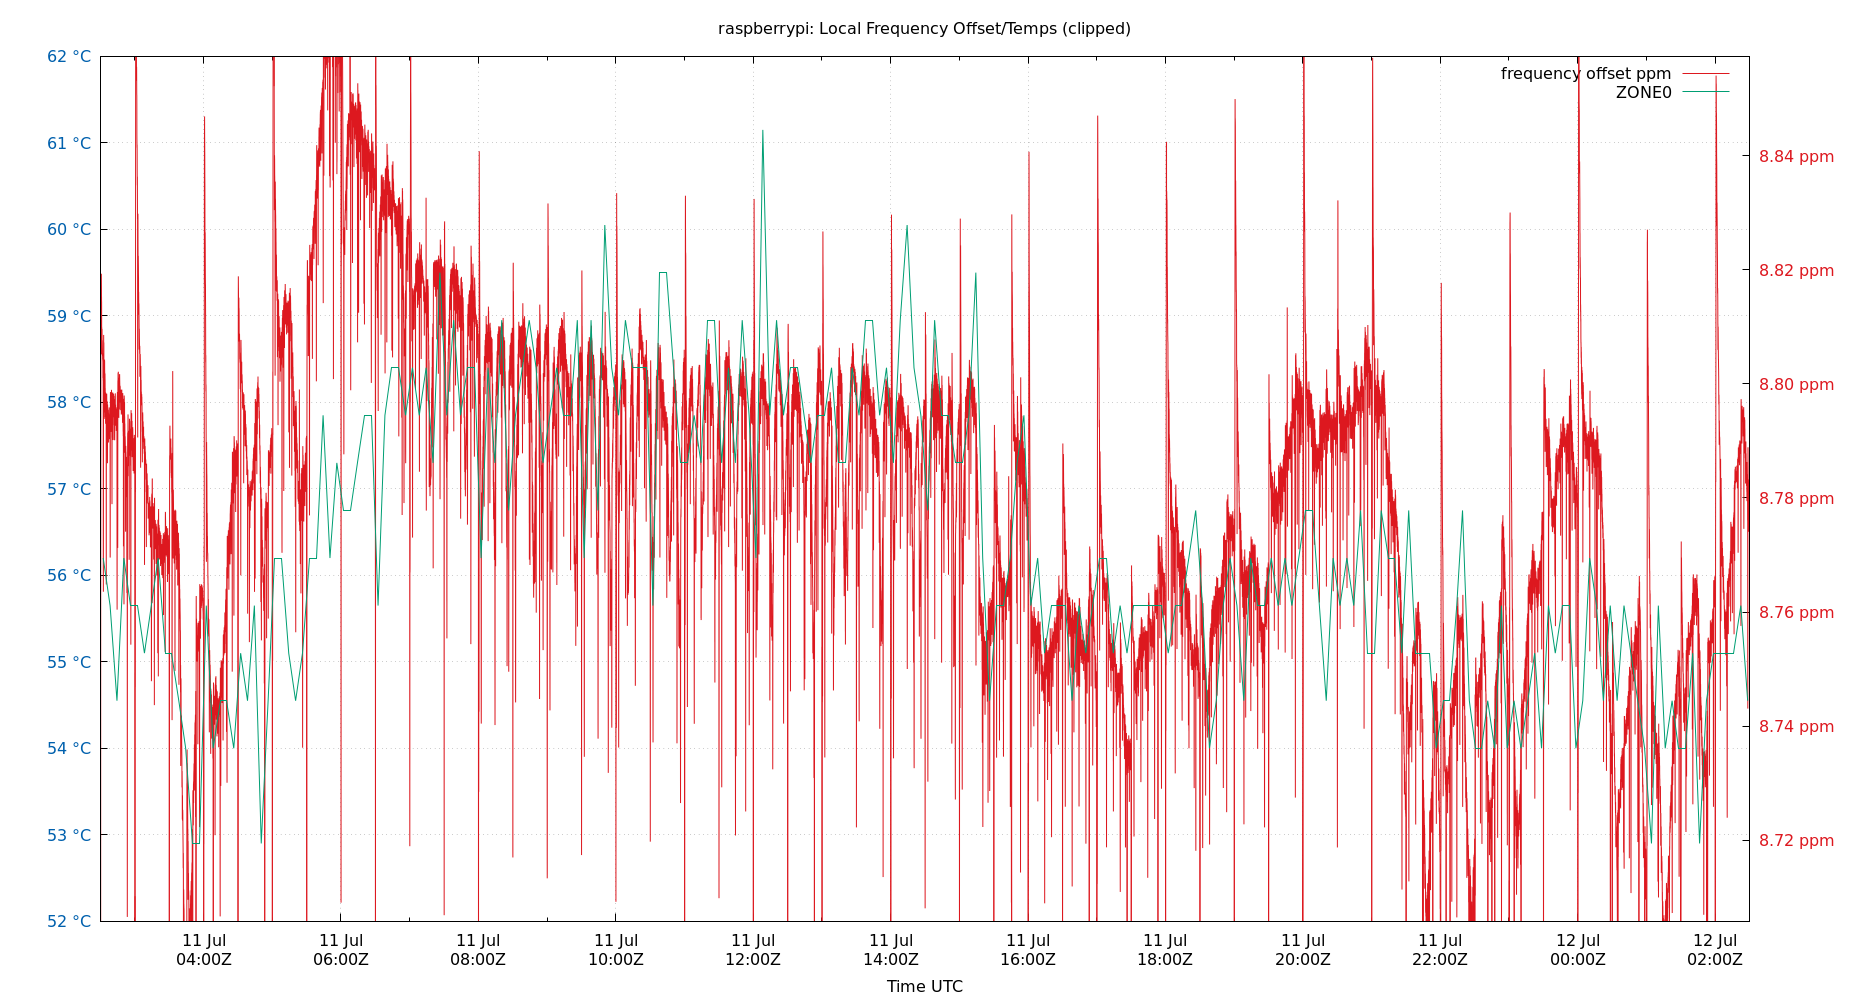 raspberrypi: Local Frequency Offset/Temps (clipped)
frequency offset ppm
ZONE0
62 °C
61 °C
60 °C
59 °C
58 °C
57 °C
56 °C
55 °C
54 °C
53 °C
52 °C
8.84 ppm
8.82 ppm
8.80 ppm
8.78 ppm
8.76 ppm
8.74 ppm
8.72 ppm
11 Jul
04:00Z
11 Jul
06:00Z
11 Jul
08:00Z
11 Jul
10:00Z
11 Jul
12:00Z
11 Jul
14:00Z
11 Jul
16:00Z
11 Jul
18:00Z
11 Jul
20:00Z
11 Jul
22:00Z
12 Jul
00:00Z
12 Jul
02:00Z
Time UTC